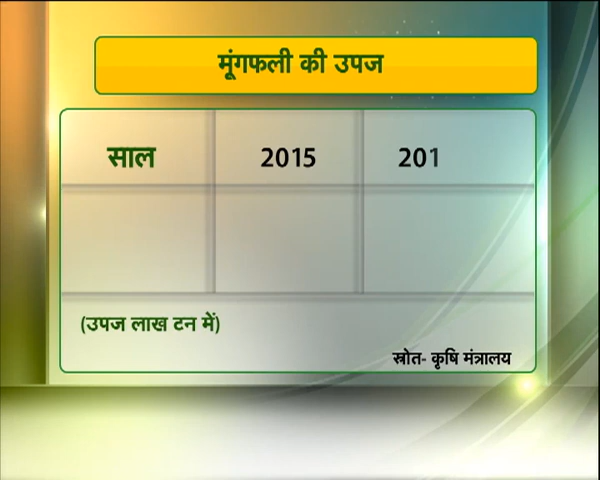 मूंगफली की उपज
साल 2015 201
(उपज लाख टन में)
स्रोत- कृषि मंत्रालय